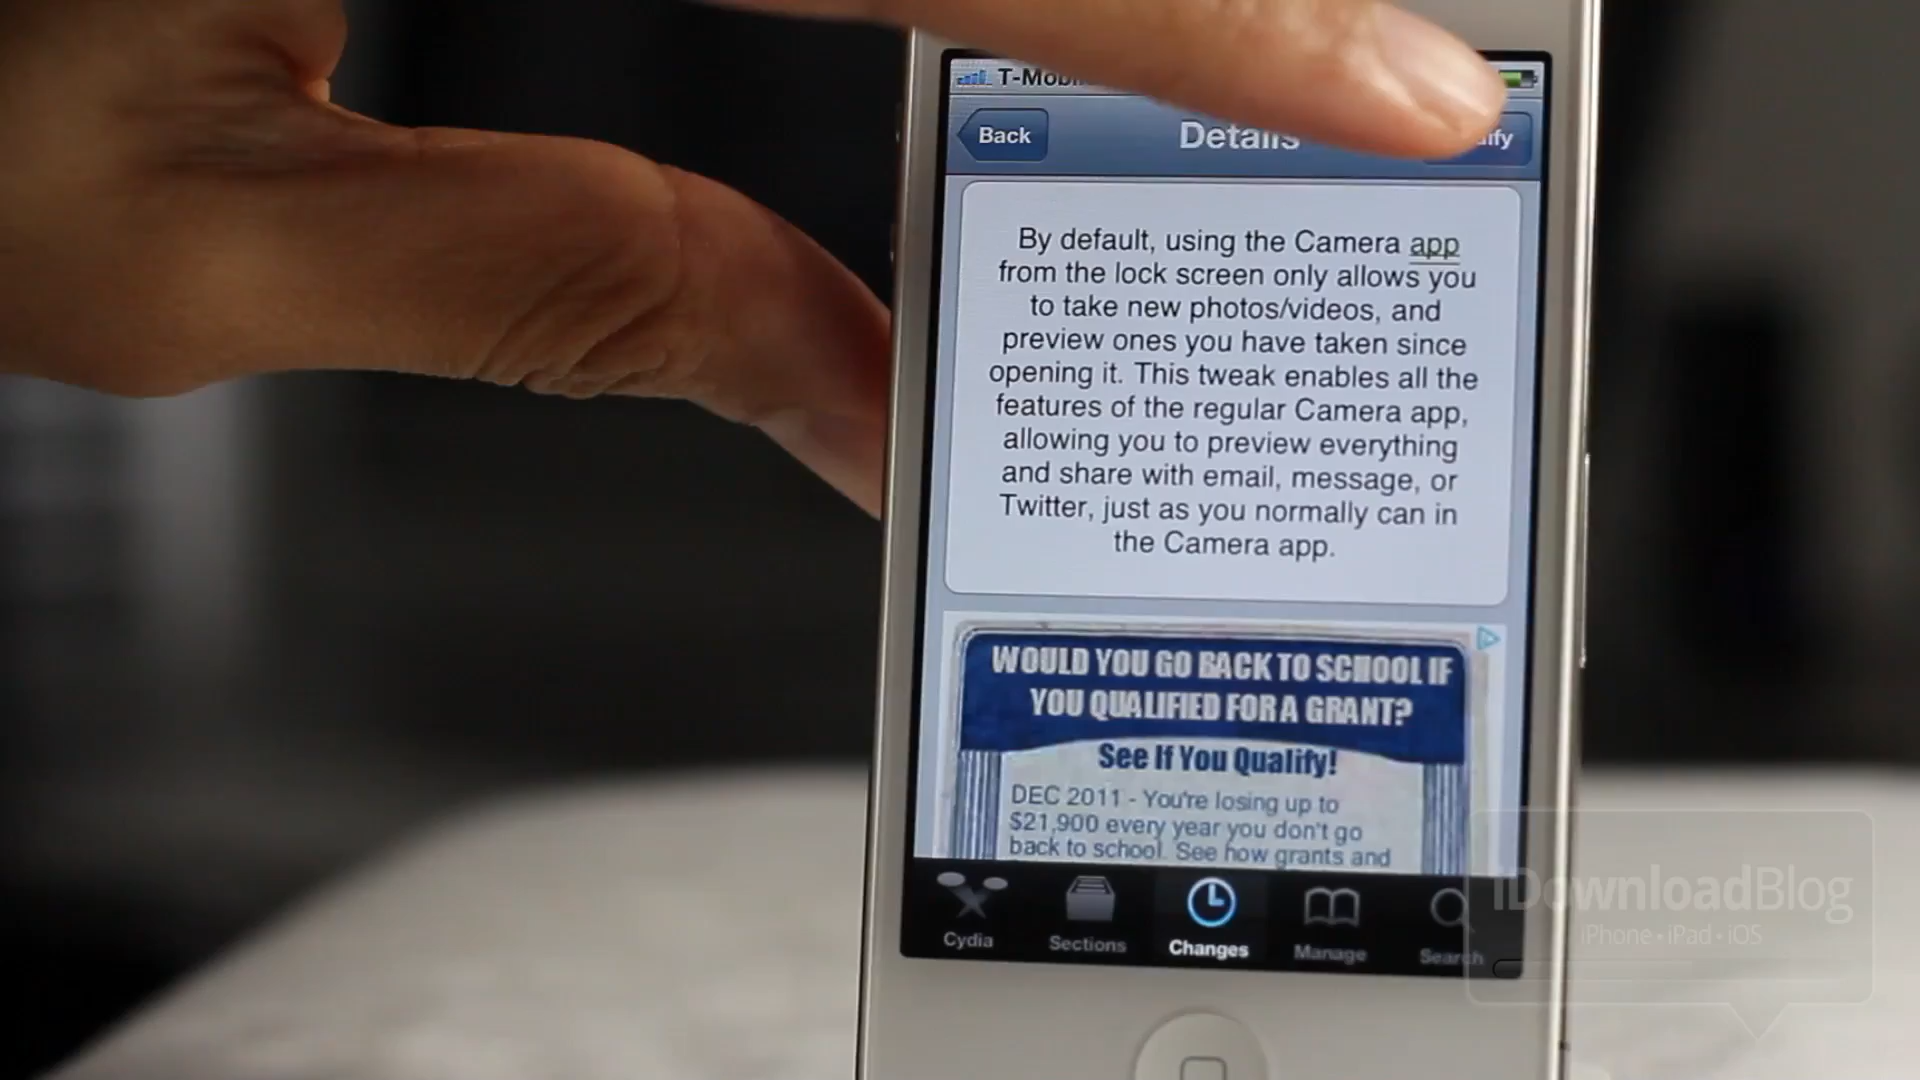 T-Mobi
Back
Details
ify
By default, using the Camera app
from the lock screen only allows you
to take new photos/videos, and
preview ones you have taken since
opening it. This tweak enables all the
features of the regular Camera app,
allowing you to preview everything
and share with email, message, or
Twitter, just as you normally can in
the Camera app.
WOULD YOU GO BACK TO SCHOOL IF
YOU QUALIFIED FOR A GRANT?
See If You Qualify!
DEC 2011 - You're losing up to
$21,900 every year you don't go
back to school. See how grants and
Cydia
Sections
Changes
Manage
Search
iDownloadBlog
iPhone • iPad • iOS